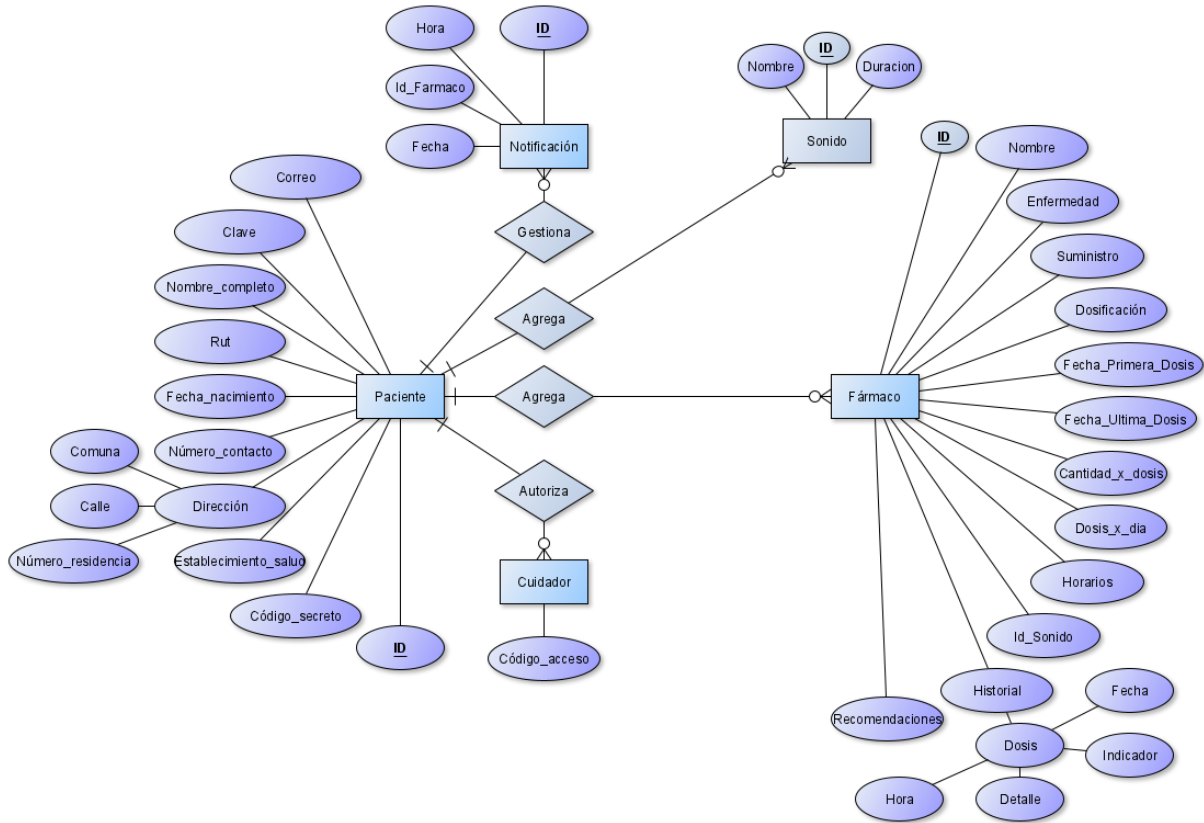 Hora
ID
Id_Farmaco
Fecha
Notificación
Nombre
ID
Duracion
Sonido
ID
Nombre
Enfermedad
Suministro
Dosificación
Fecha_Primera_Dosis
Fecha_Ultima_Dosis
Cantidad_x_dosis
Dosis_x_dia
Horarios
Id_Sonido
Historial
Recomendaciones
Fármaco
Dosis
Fecha
Indicador
Detalle
Hora
Gestiona
Agrega
Agrega
Autoriza
Correo
Clave
Nombre_completo
Rut
Fecha_nacimiento
Número_contacto
Dirección
Comuna
Calle
Número_residencia
Establecimiento_salud
Código_secreto
ID
Paciente
Cuidador
Código_acceso